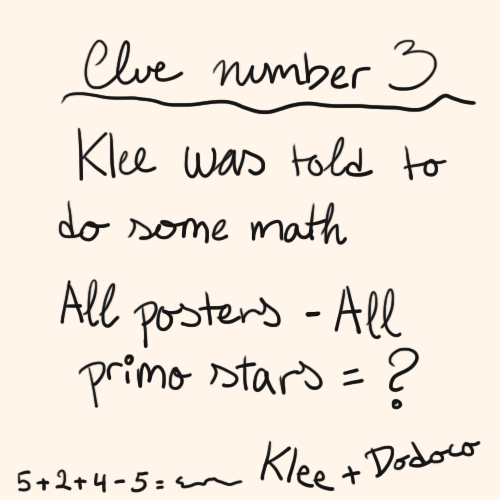 Clue number 3
Klee was told to
do some math
All posters - All
primo stars = ?
5+2+4-5=
Klee + Dodoco